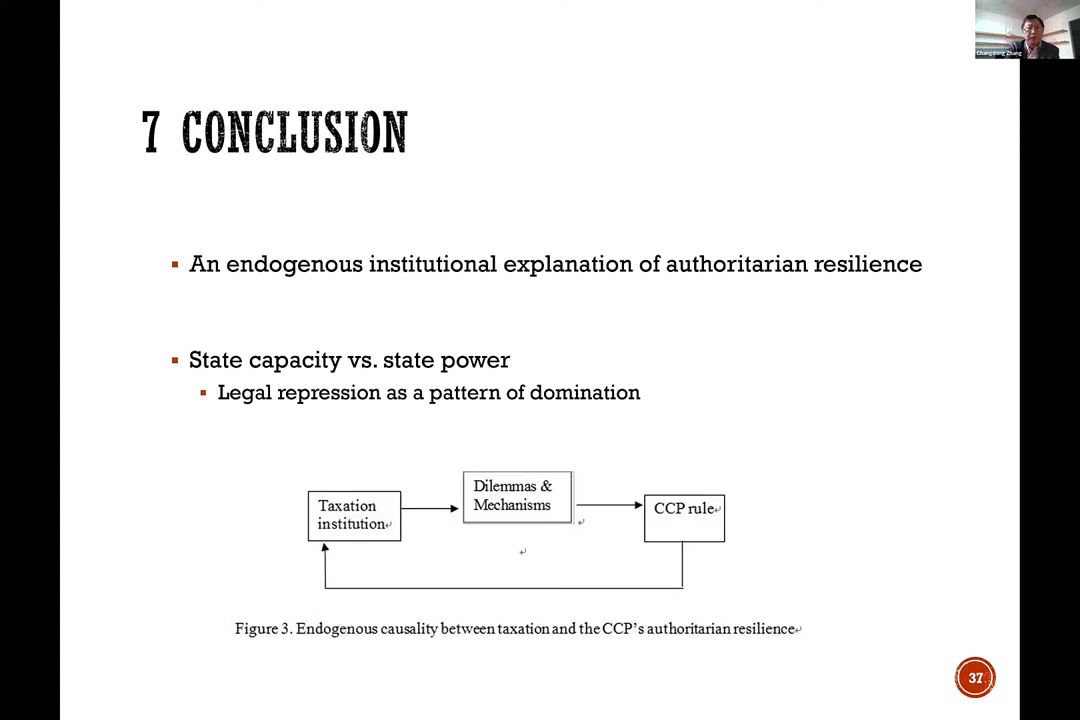 Changdong Zhang
7 CONCLUSION
▪ An endogenous institutional explanation of authoritarian resilience
▪ State capacity vs. state power
▪ Legal repression as a pattern of domination
Dilemmas &
Mechanisms
Taxation
institution↵
CCP rule↵
↵
↵
Figure 3. Endogenous causality between taxation and the CCP's authoritarian resilience↵
37